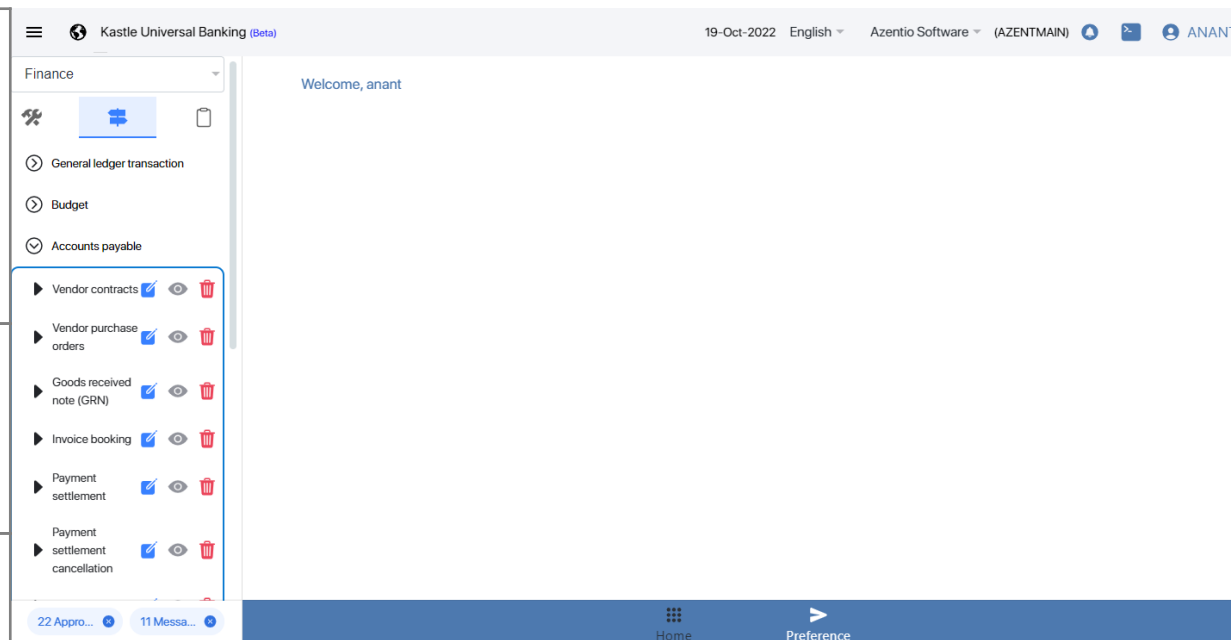 Kastle Universal Banking (Beta)
19-Oct-2022 English Azentio Software (AZENTMAIN) ANANT
Finance
Welcome, anant
General ledger transaction
Budget
Accounts payable
Vendor contracts
Vendor purchase
orders
Goods received
note (GRN)
Invoice booking
Payment
settlement
Payment
settlement
cancellation
22 Appro...
11 Messa...
Home
Preference